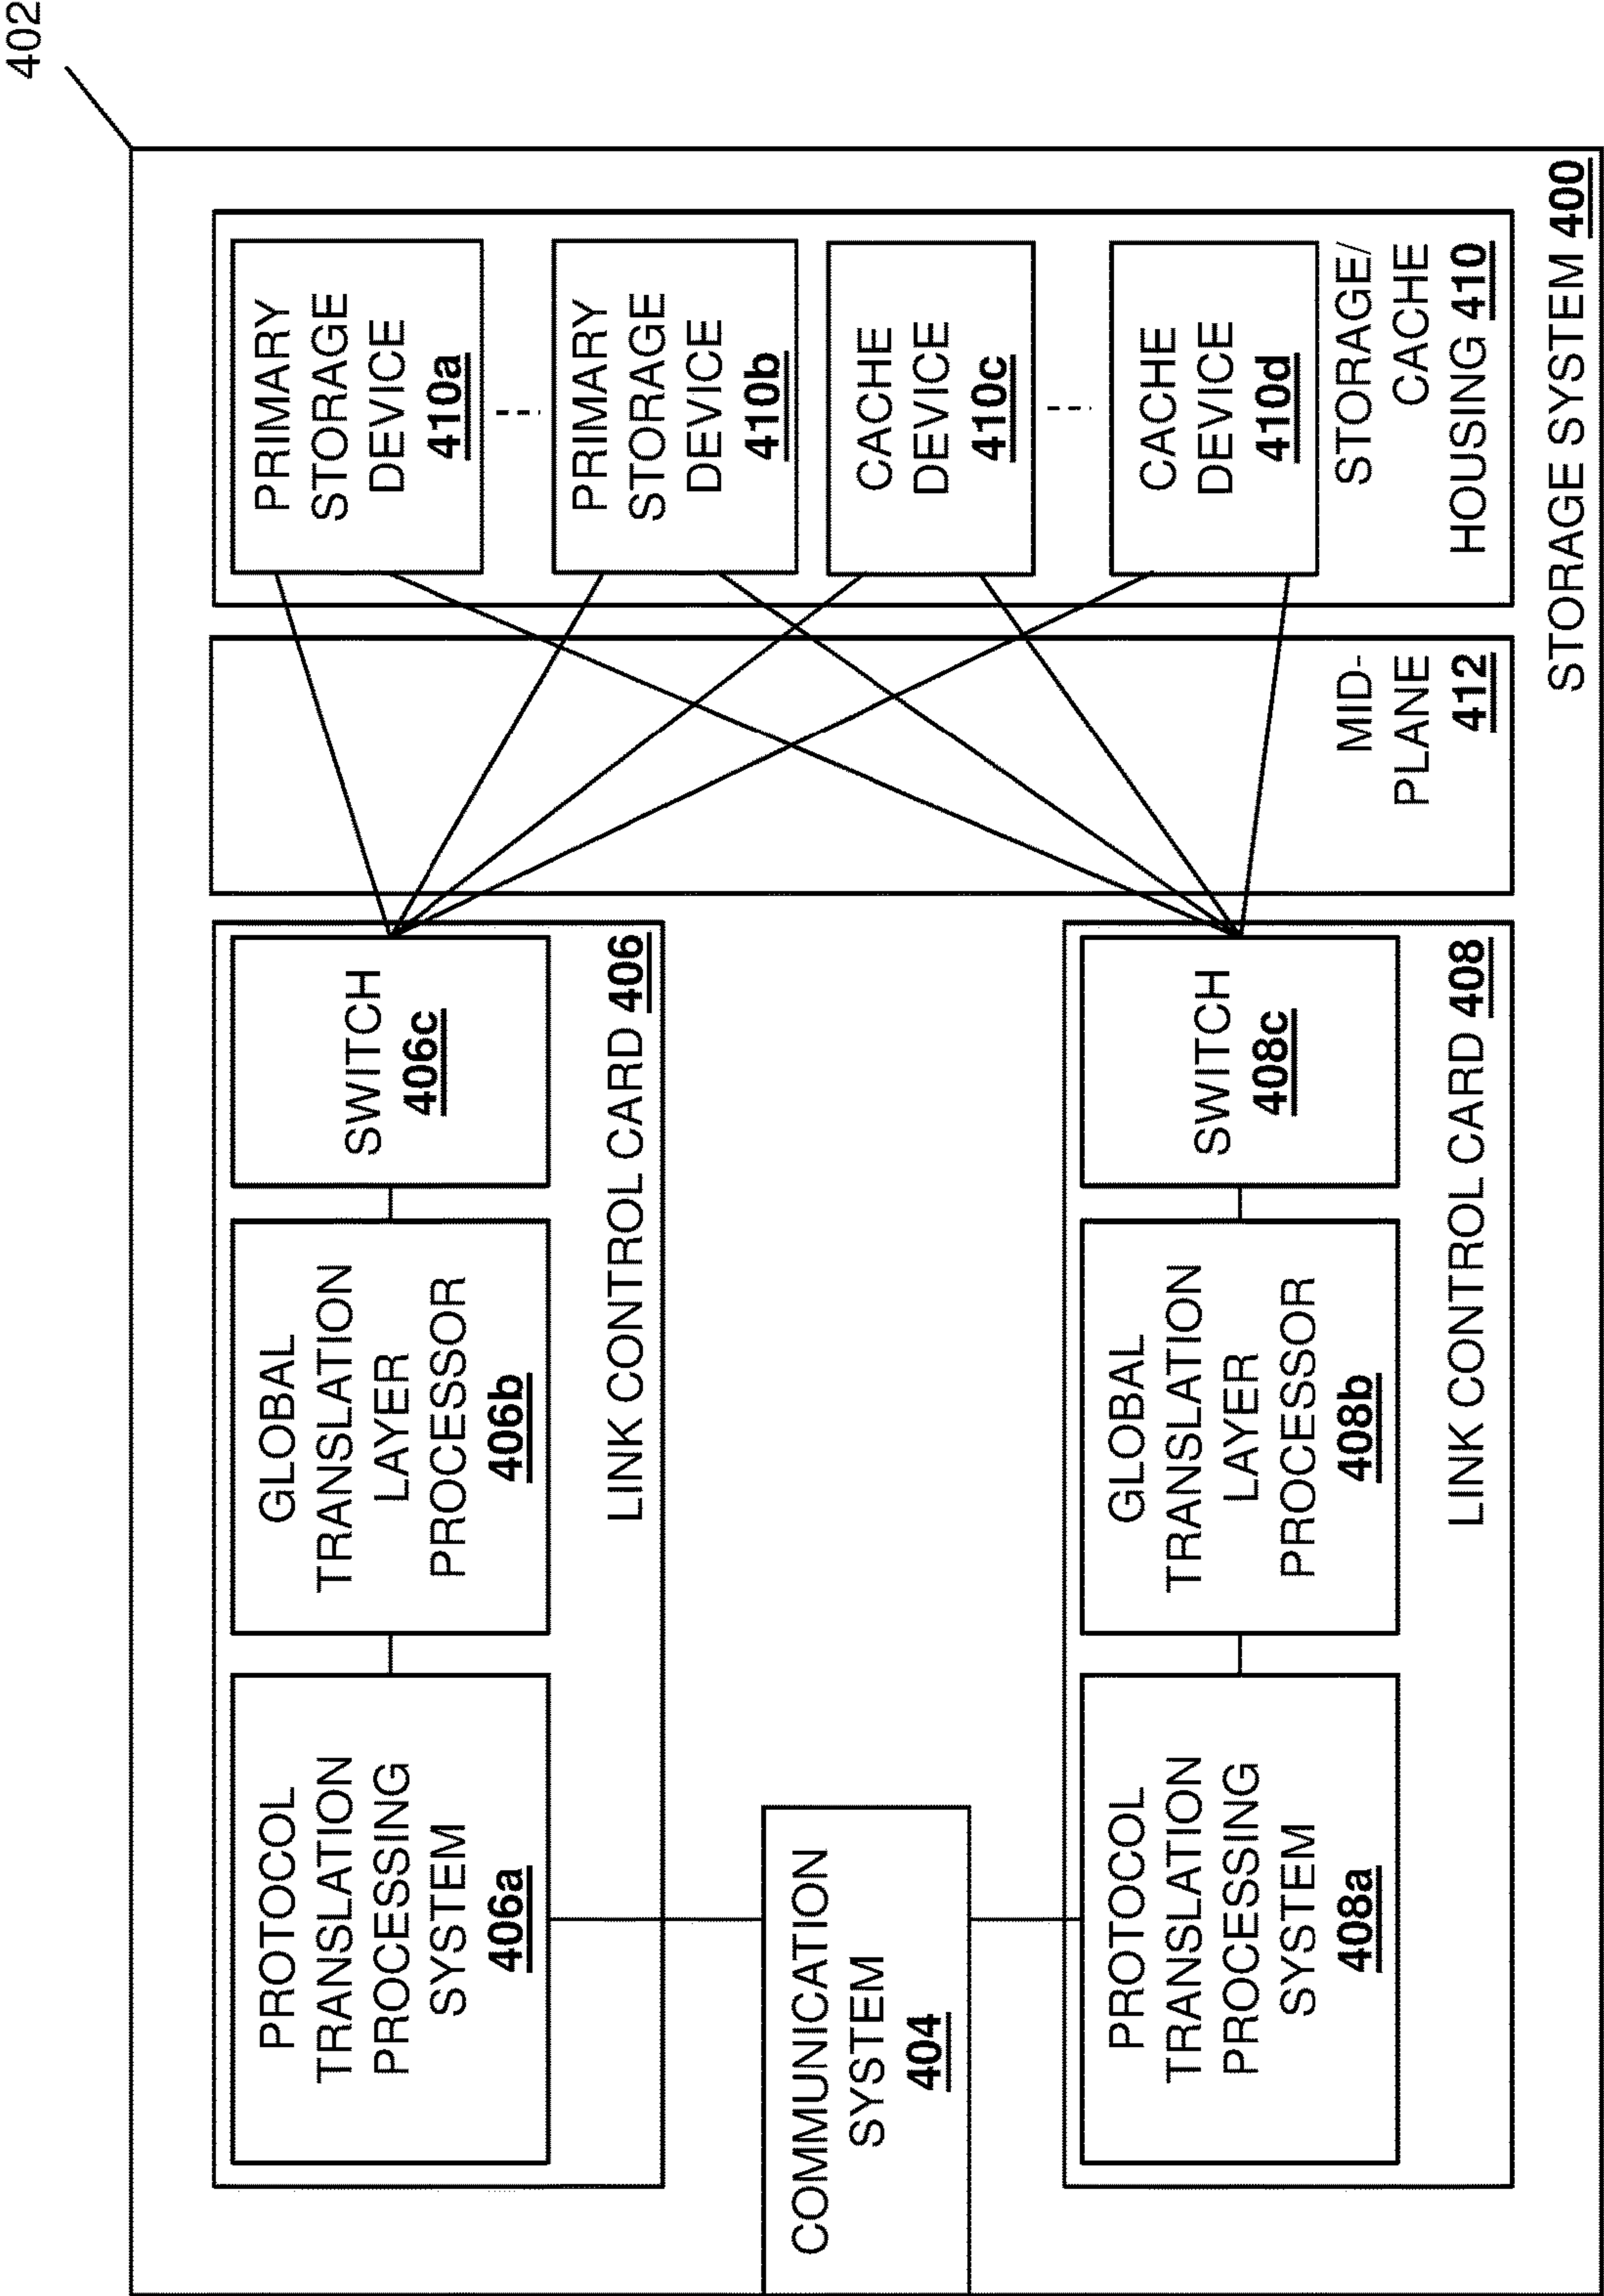 402
PROTOCOL
TRANSLATION
PROCESSING
SYSTEM
406a
GLOBAL
TRANSLATION
LAYER
PROCESSOR
406b
SWITCH
406c
LINK CONTROL CARD 406
COMMUNICATION
SYSTEM
404
PROTOCOL
TRANSLATION
PROCESSING
SYSTEM
408a
GLOBAL
TRANSLATION
LAYER
PROCESSOR
408b
SWITCH
408c
LINK CONTROL CARD 408
MID-
PLANE
412
PRIMARY
STORAGE
DEVICE
410a
PRIMARY
STORAGE
DEVICE
410b
CACHE
DEVICE
410c
CACHE
DEVICE
410d
STORAGE/
CACHE
HOUSING 410
STORAGE SYSTEM 400